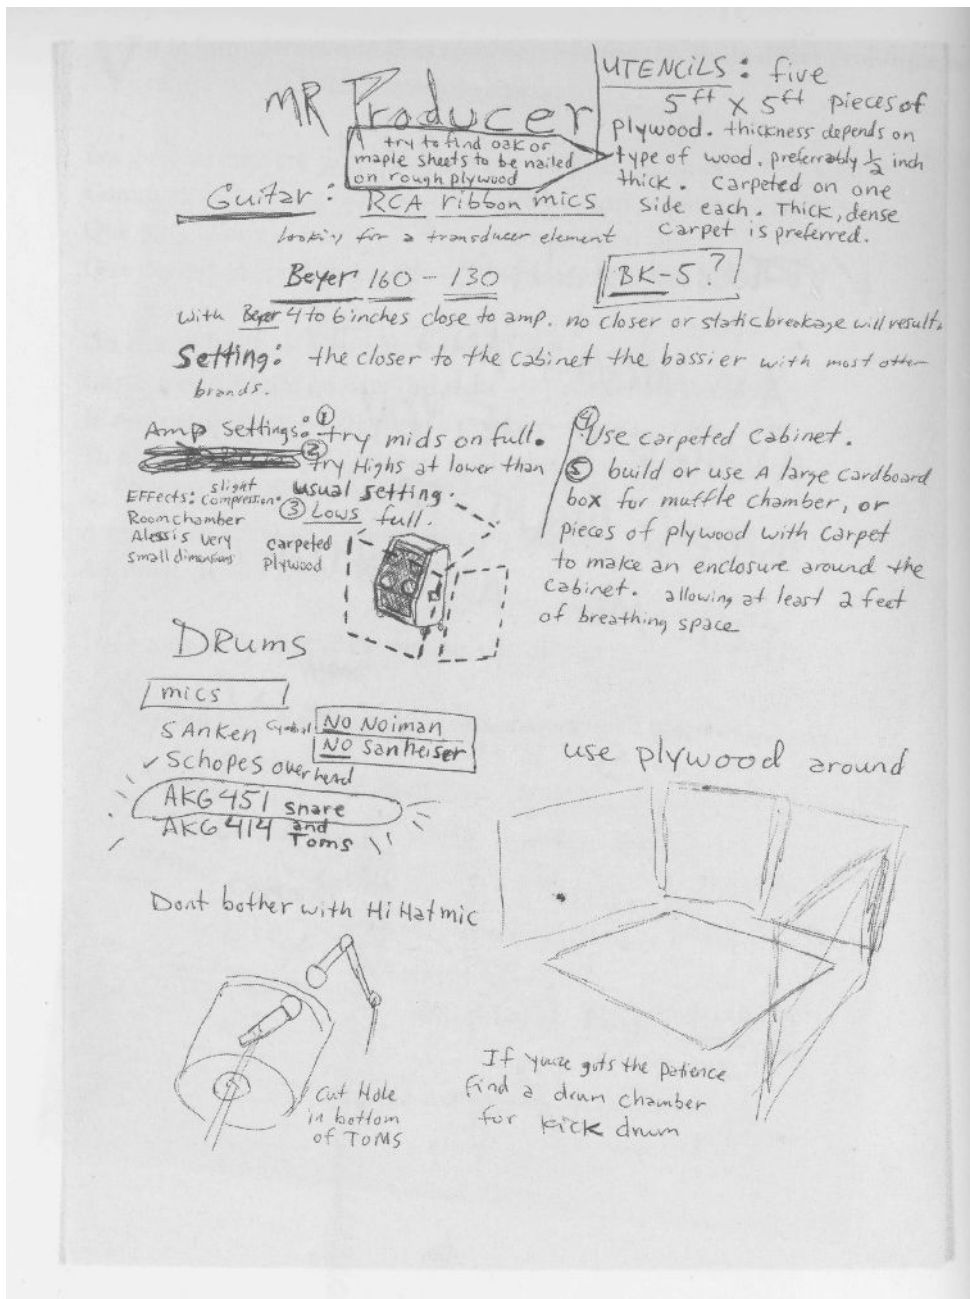 MR Producer
try to find oak or
maple sheets to be nailed
on rough plywood
UTENCILS: five
5ft X 5ft pieces of
plywood. thickness depends on
type of wood. preferrably 1/2 inch
thick. Carpeted on one
side each. Thick, dense
Carpet is preferred.
Guitar: RCA ribbon mics
looking for a transducer element
Beyer 160 - 130
BK-5?
with Beyer 4 to 6 inches close to amp. no closer or static breakage will result.
Setting: the closer to the cabinet the bassier with most other
brands.
Amp settings: ① try mids on full.
② try Highs at lower than
usual setting.
③ Lows full.
EFFects: slight
compression.
Room chamber
Alessis very
small dimensions
carpeted
plywood
④ Use carpeted Cabinet.
⑤ build or use A large cardboard
box for muffle chamber, or
pieces of plywood with carpet
to make an enclosure around the
Cabinet. allowing at least 2 feet
of breathing space
DRums
mics
SANKEN Cymbal
NO Noiman
NO Sanheiser
✓ SCHOPES overhead
AKG 451 snare
and
AKG 414 Toms
Dont bother with Hi Hat mic
use plywood around
Cut Hole
in bottom
of TOMS
If youze gots the patience
find a drum chamber
for kick drum